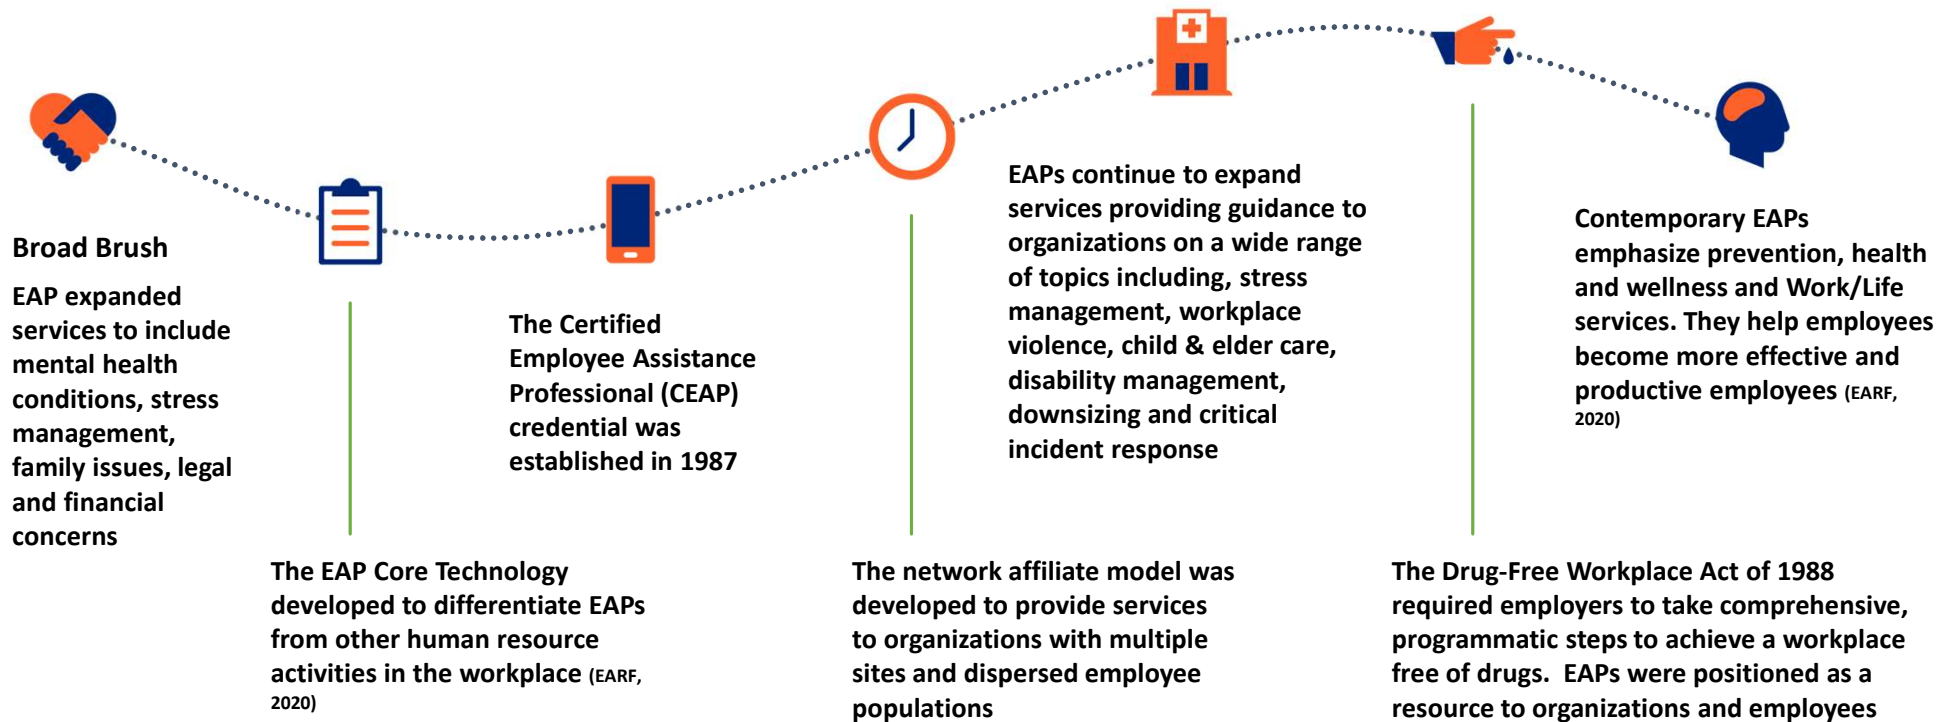 Broad Brush
EAP expanded
services to include
mental health
conditions, stress
management,
family issues, legal
and financial
concerns
The EAP Core Technology
developed to differentiate EAPs
from other human resource
activities in the workplace (EARF,
2020)
The Certified
Employee Assistance
Professional (CEAP)
credential was
established in 1987
The network affiliate model was
developed to provide services
to organizations with multiple
sites and dispersed employee
populations
EAPs continue to expand
services providing guidance to
organizations on a wide range
of topics including, stress
management, workplace
violence, child & elder care,
disability management,
downsizing and critical
incident response
The Drug-Free Workplace Act of 1988
required employers to take comprehensive,
programmatic steps to achieve a workplace
free of drugs.  EAPs were positioned as a
resource to organizations and employees
Contemporary EAPs
emphasize prevention, health
and wellness and Work/Life
services. They help employees
become more effective and
productive employees (EARF,
2020)